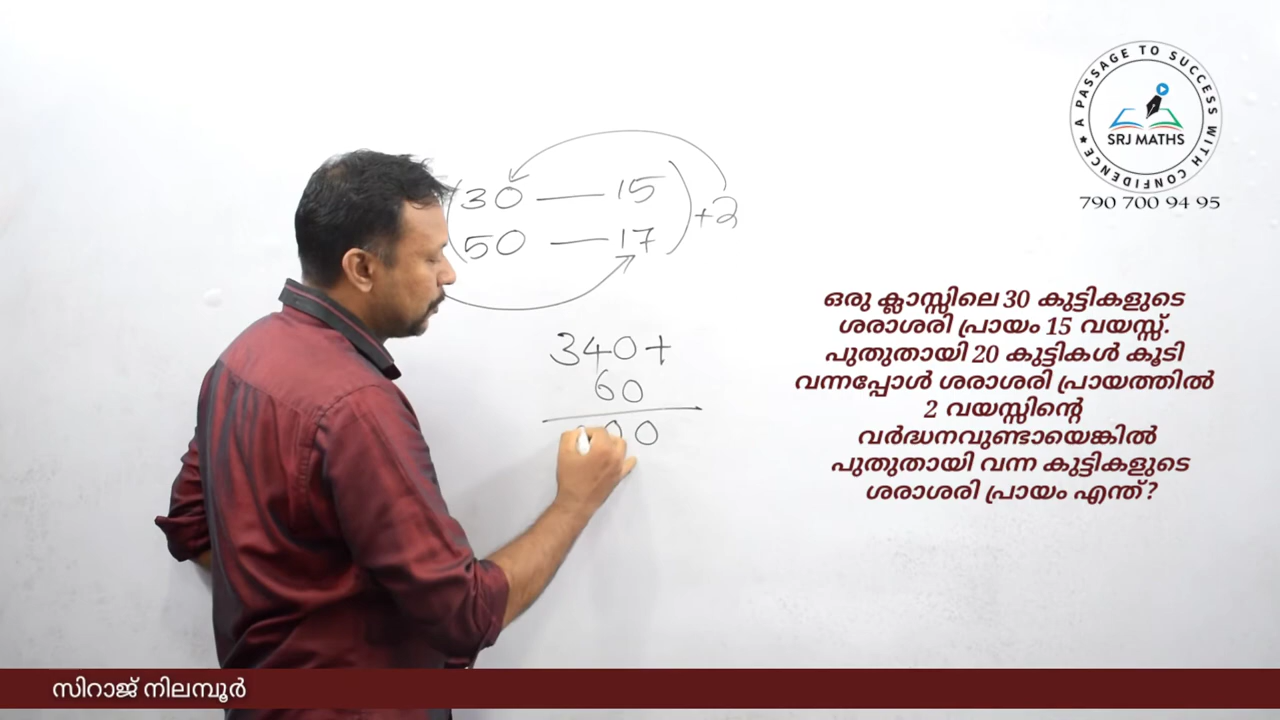 A PASSAGE TO SUCCESS WITH CONFIDENCE
SRJ MATHS
790 700 94 95
(30 — 15
50 — 17) +2
340+
60
00
ഒരു ക്ലാസ്സിലെ 30 കുട്ടികളുടെ
ശരാശരി പ്രായം 15 വയസ്സ്.
പുതുതായി 20 കുട്ടികൾ കൂടി
വന്നപ്പോൾ ശരാശരി പ്രായത്തിൽ
2 വയസ്സിന്റെ
വർദ്ധനവുണ്ടായെങ്കിൽ
പുതുതായി വന്ന കുട്ടികളുടെ
ശരാശരി പ്രായം എന്ത്?
സിറാജ് നിലമ്പൂർ